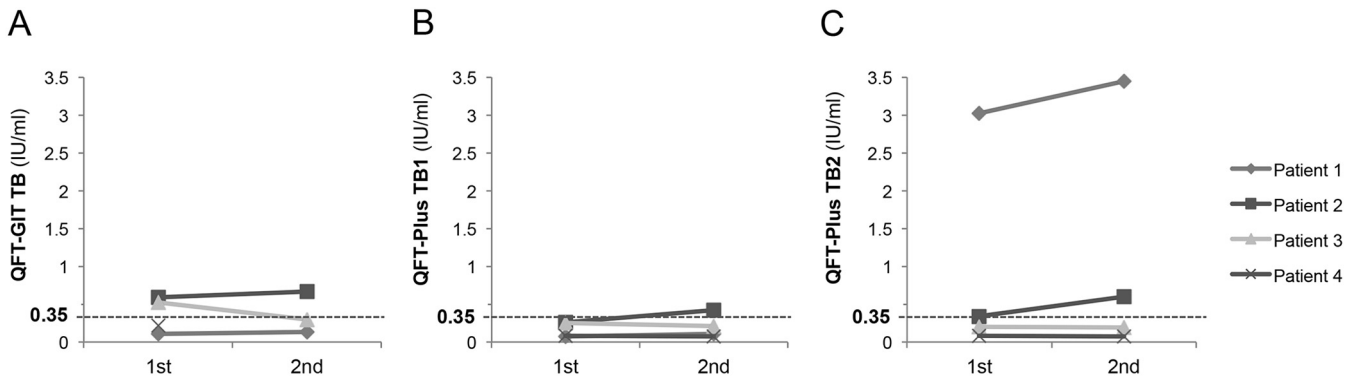 A
QFT-GIT TB (IU/ml)
3.5
3
2.5
2
1.5
1
0.35
0
1st
2nd
B
QFT-Plus TB1 (IU/ml)
3.5
3
2.5
2
1.5
1
0.35
0
1st
2nd
C
QFT-Plus TB2 (IU/ml)
3.5
3
2.5
2
1.5
1
0.35
0
1st
2nd
Patient 1
Patient 2
Patient 3
Patient 4